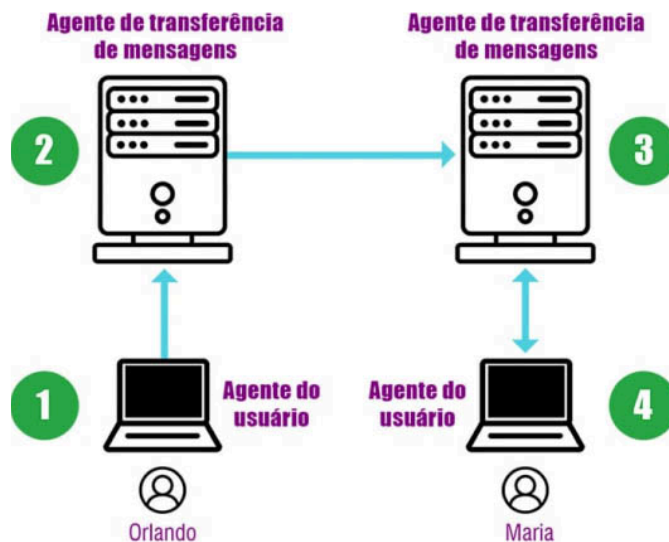 Agente de transferência
de mensagens
Agente de transferência
de mensagens
2
3
1
Agente do
usuário
Agente do
usuário
4
Orlando
Maria